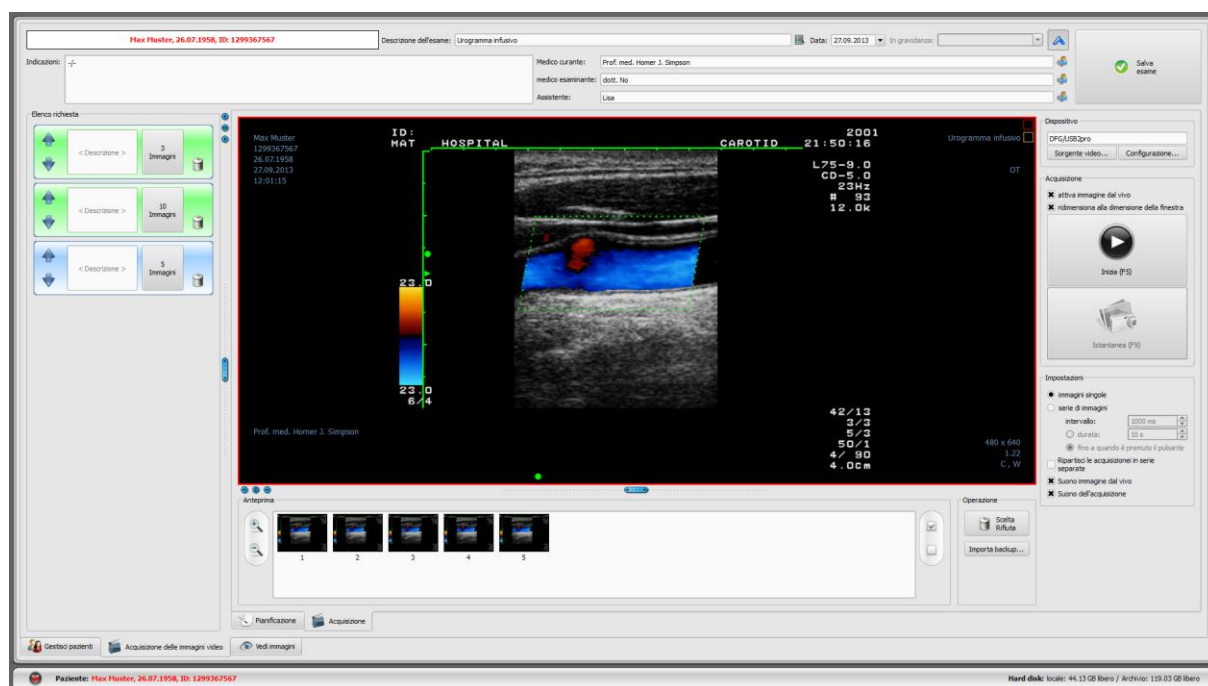 Max Muster, 26.07.1958, ID: 1299367567
Descrizione dell'esame: Urogramma infusivo
Data: 27.09.2013
In gravidanza:
Indicazioni: -/-
Medico curante: Prof. med. Homer J. Simpson
medico esaminante: dott. No
Assistente: Lisa
Salva esame
Elenco richiesta
< Descrizione >
3 Immagini
< Descrizione >
10 Immagini
< Descrizione >
5 Immagini
Max Muster
1299367567
26.07.1958
27.09.2013
12:01:15
ID:
MAT HOSPITAL CAROTID
2001
21:50:16
L75-9.0
CD-5.0
23Hz
# 93
12.0k
Urogramma infusivo
OT
23.0
23.0
6/4
Prof. med. Homer J. Simpson
42/13
3/3
5/3
50/1
4/ 90
4.0cm
480 x 640
1.22
C, W
Dispositivo
DFG/USB2pro
Sorgente video... Configurazione...
Acquisizione
attiva immagine dal vivo
ridimensiona alla dimensione della finestra
Inizia (F5)
Istantanea (F9)
Impostazioni
immagini singole
serie di immagini
intervallo: 1000 ms
durata: 10 s
fino a quando è premuto il pulsante
Ripartisci le acquisizionei in serie
separate
Suono immagine dal vivo
Suono dell'acquisizione
Anteprima
1 2 3 4 5
Operazione
Scelta
Rifiuta
Importa backup...
Pianificazione Acquisizione
Gestisci pazienti Acquisizione delle immagini video Vedi immagini
Paziente: Max Muster, 26.07.1958, ID: 1299367567
Hard disk: locale: 44.13 GB libero / Archivio: 119.03 GB libero